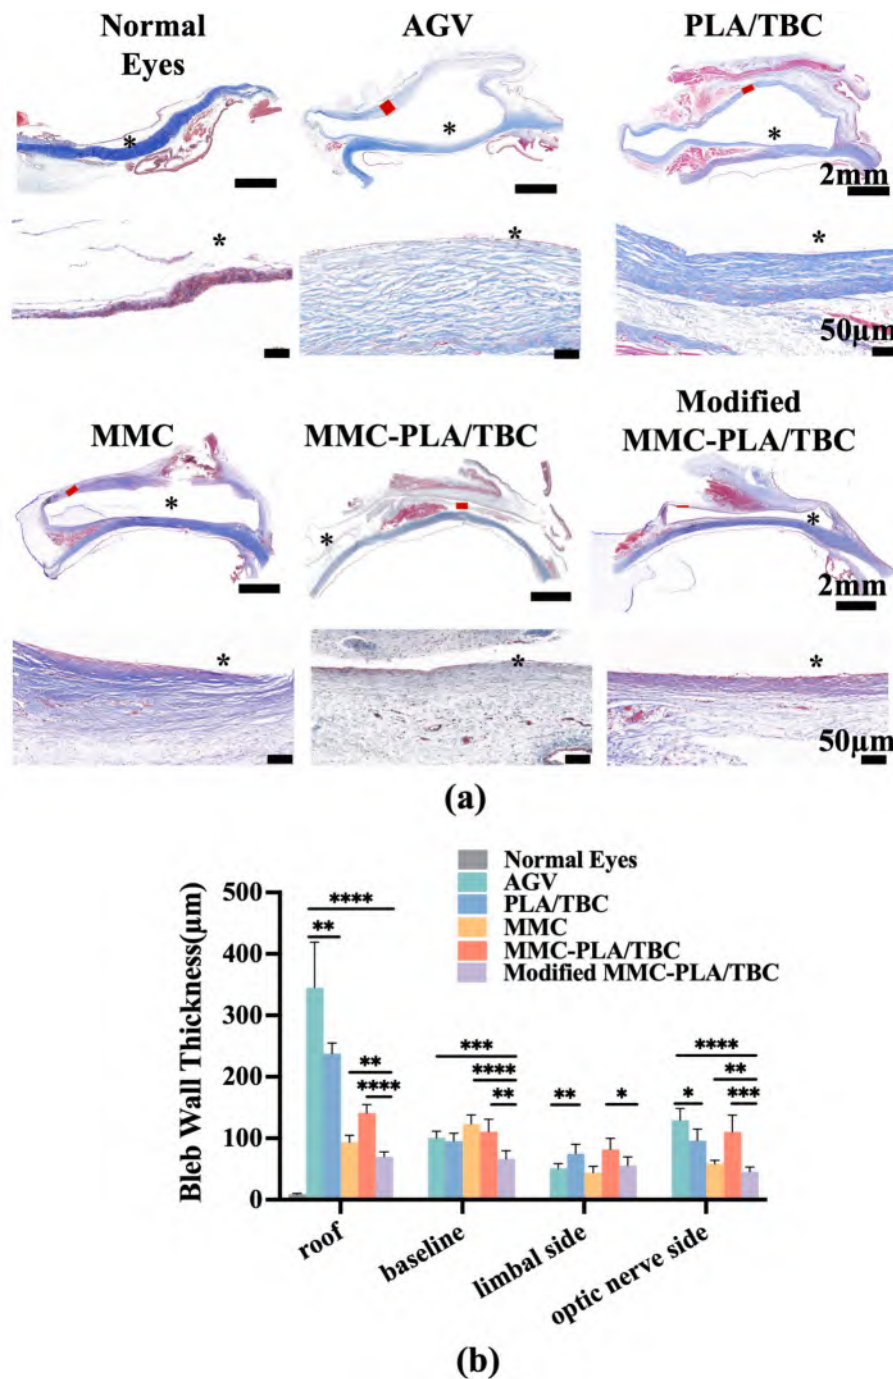 Normal
Eyes
AGV
PLA/TBC
*
*
*
2mm
*
*
*
50μm
MMC
MMC-PLA/TBC
Modified
MMC-PLA/TBC
*
*
*
2mm
*
*
*
50μm
(a)
Bleb Wall Thickness(μm)
500
400
300
200
100
0
Normal Eyes
AGV
PLA/TBC
MMC
MMC-PLA/TBC
Modified MMC-PLA/TBC
****
**
**
****
***
****
**
**
*
****
*
**
***
roof
baseline
limbal side
optic nerve side
(b)